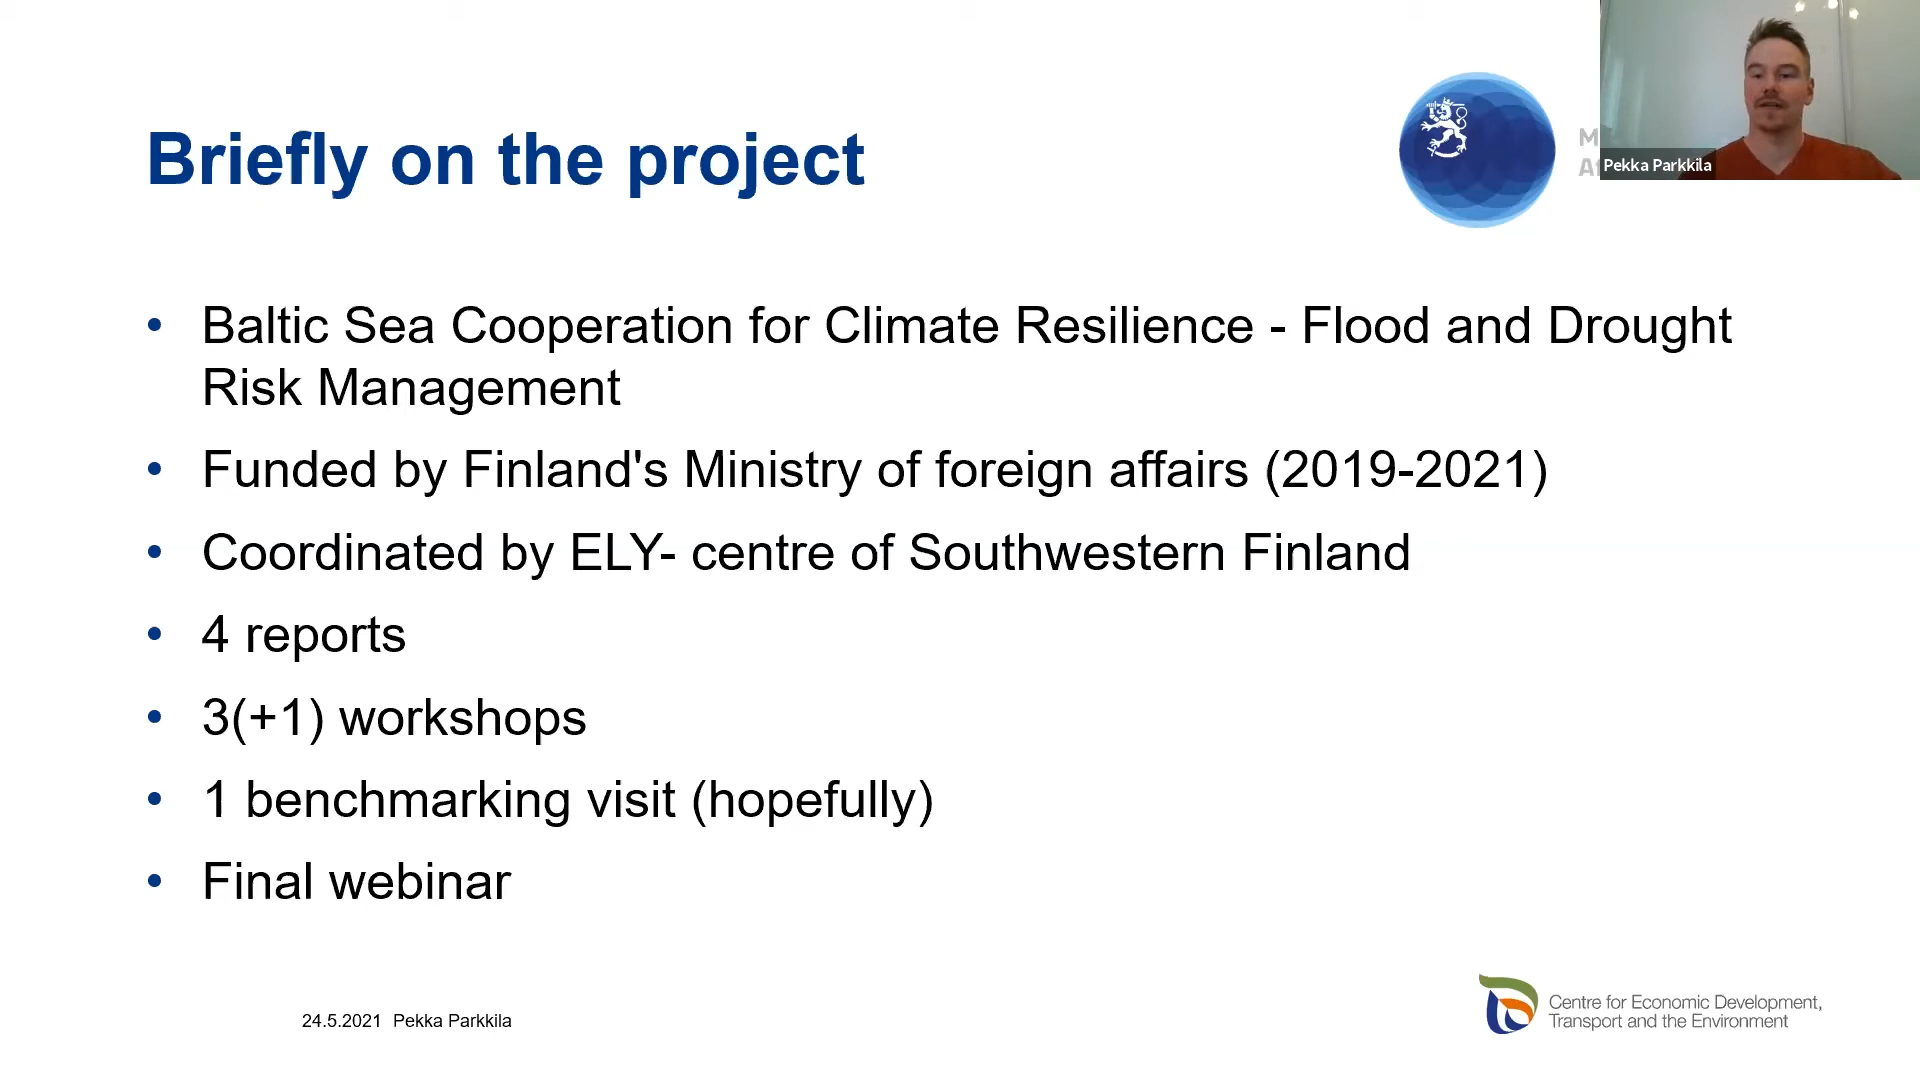 Briefly on the project
Pekka Parkkila
• Baltic Sea Cooperation for Climate Resilience - Flood and Drought
Risk Management
• Funded by Finland's Ministry of foreign affairs (2019-2021)
• Coordinated by ELY- centre of Southwestern Finland
• 4 reports
• 3(+1) workshops
• 1 benchmarking visit (hopefully)
• Final webinar
24.5.2021 Pekka Parkkila
Centre for Economic Development,
Transport and the Environment